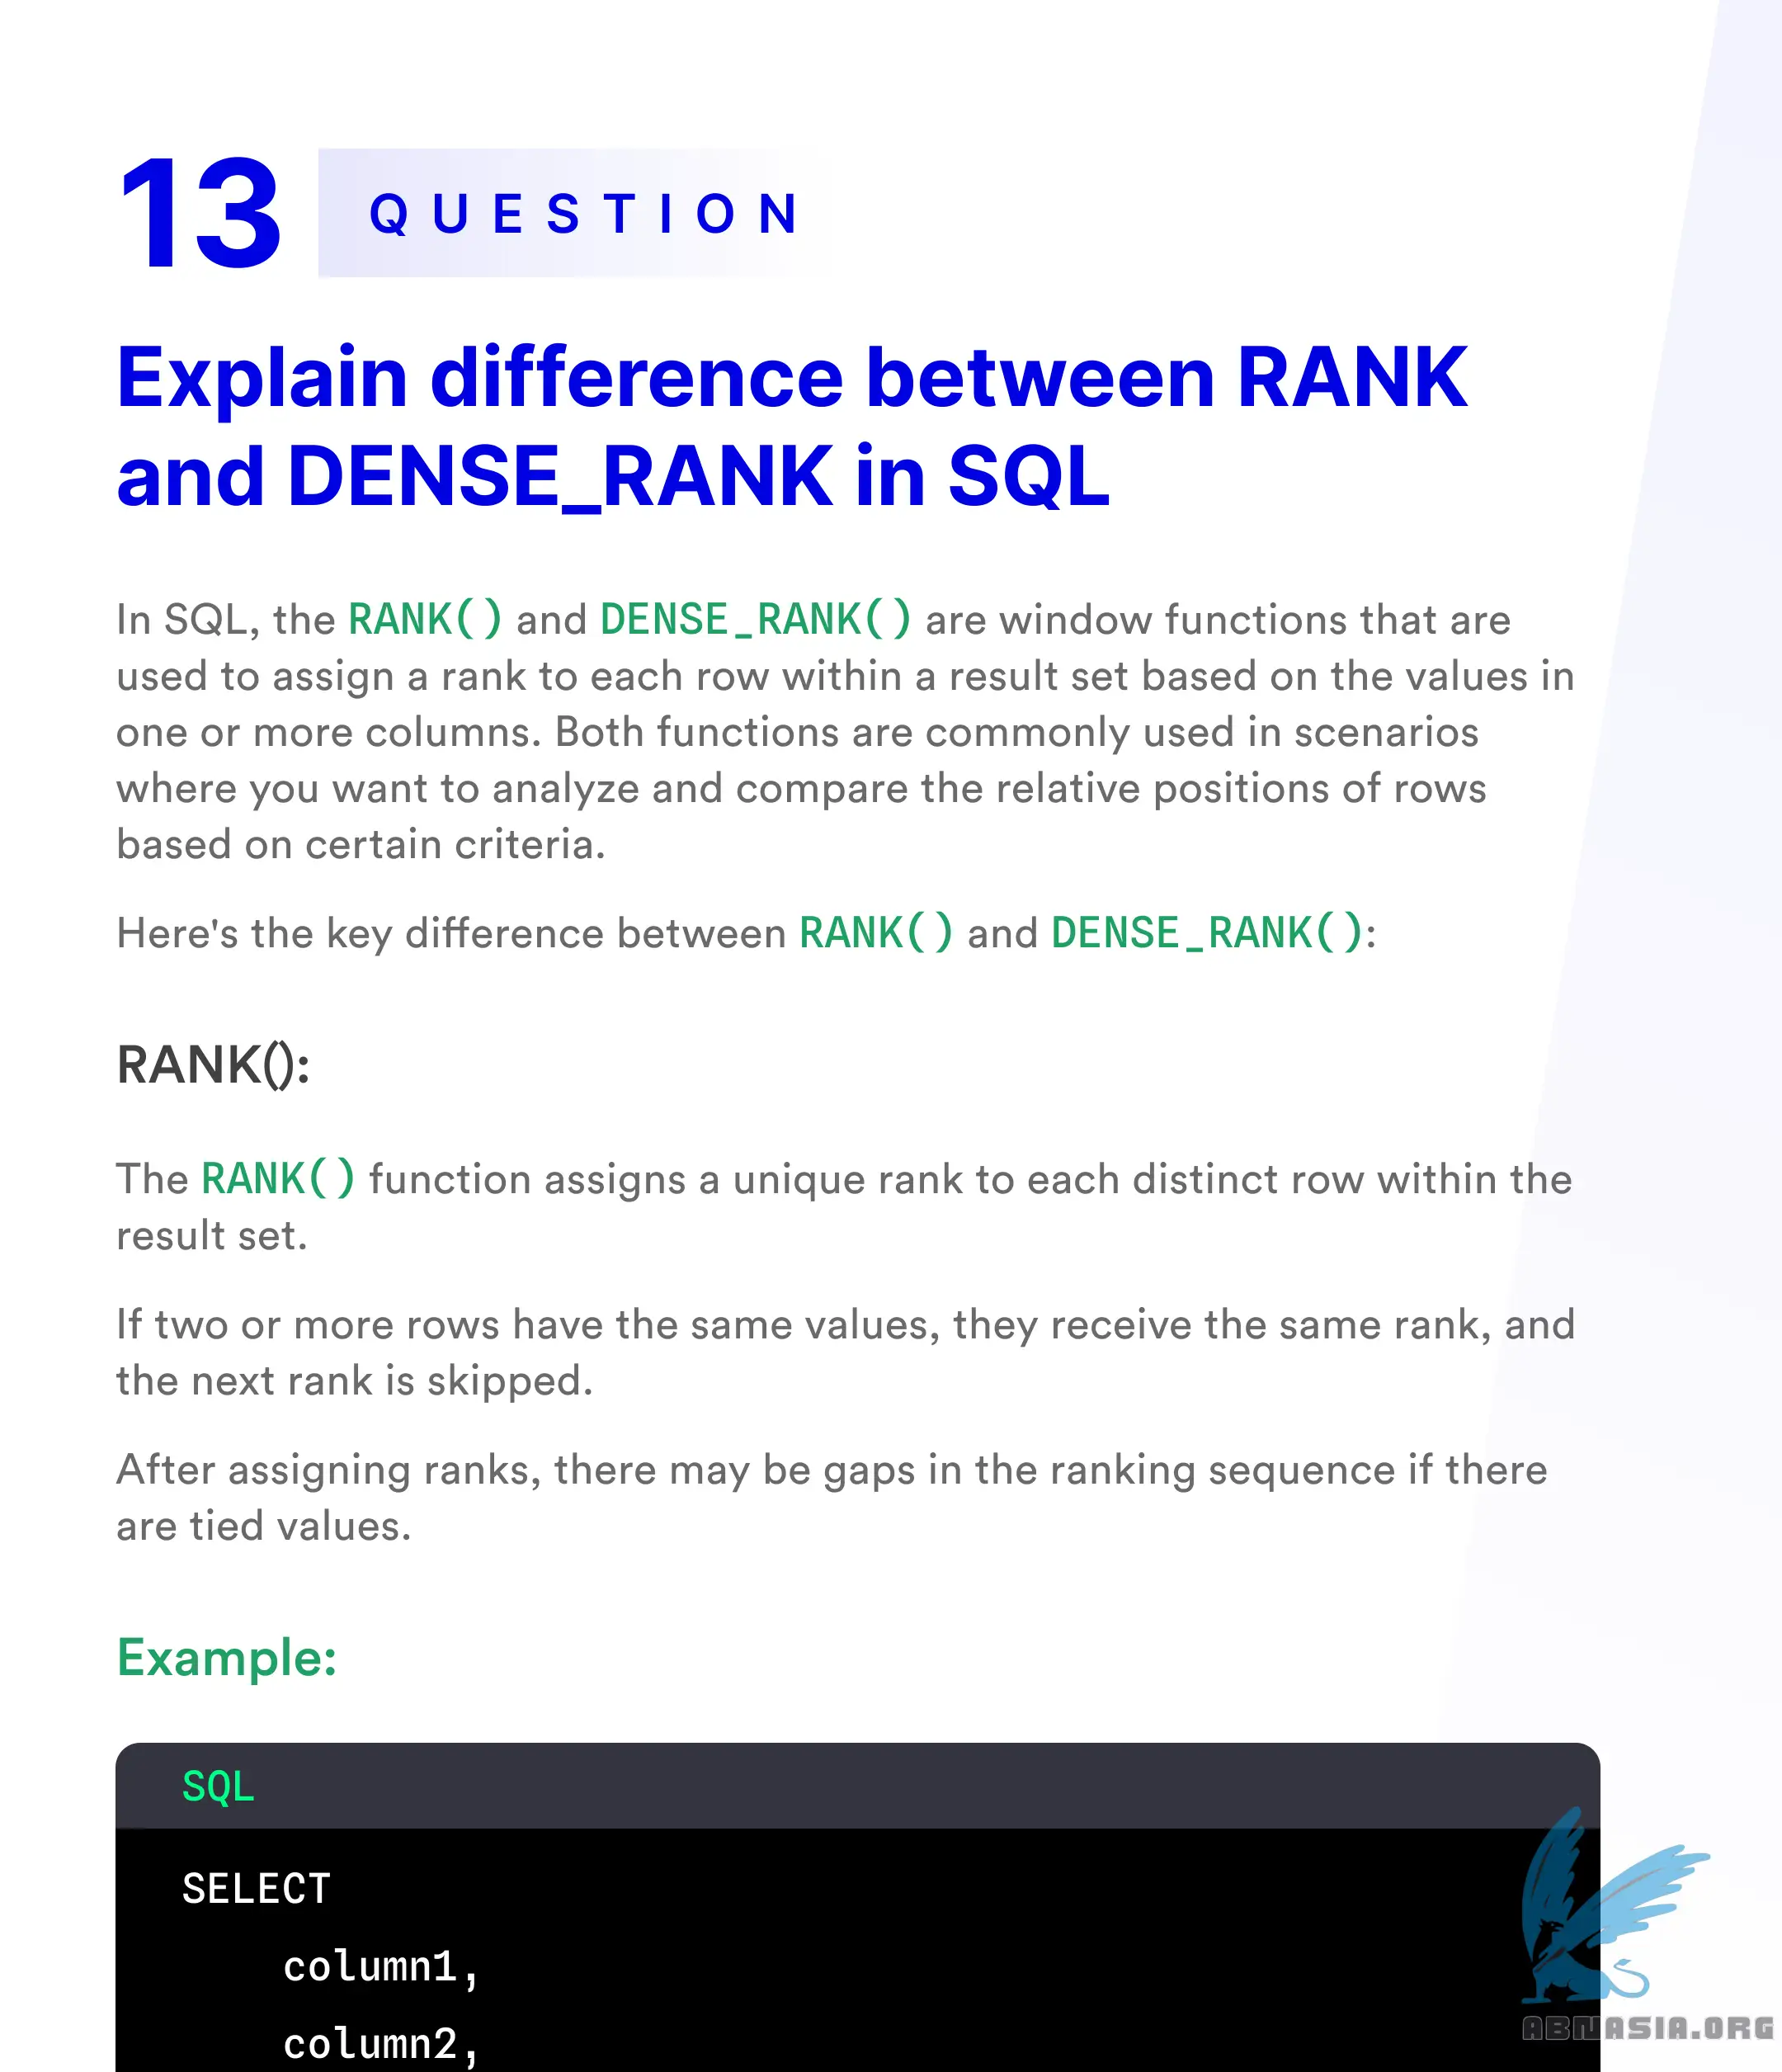 13 QUESTION
Explain difference between RANK
and DENSE_RANK in SQL
In SQL, the RANK() and DENSE_RANK() are window functions that are
used to assign a rank to each row within a result set based on the values in
one or more columns. Both functions are commonly used in scenarios
where you want to analyze and compare the relative positions of rows
based on certain criteria.
Here's the key difference between RANK() and DENSE_RANK():
RANK():
The RANK() function assigns a unique rank to each distinct row within the
result set.
If two or more rows have the same values, they receive the same rank, and
the next rank is skipped.
After assigning ranks, there may be gaps in the ranking sequence if there
are tied values.
Example:
SQL
SELECT
column1,
column2,
ABNASIA.ORG